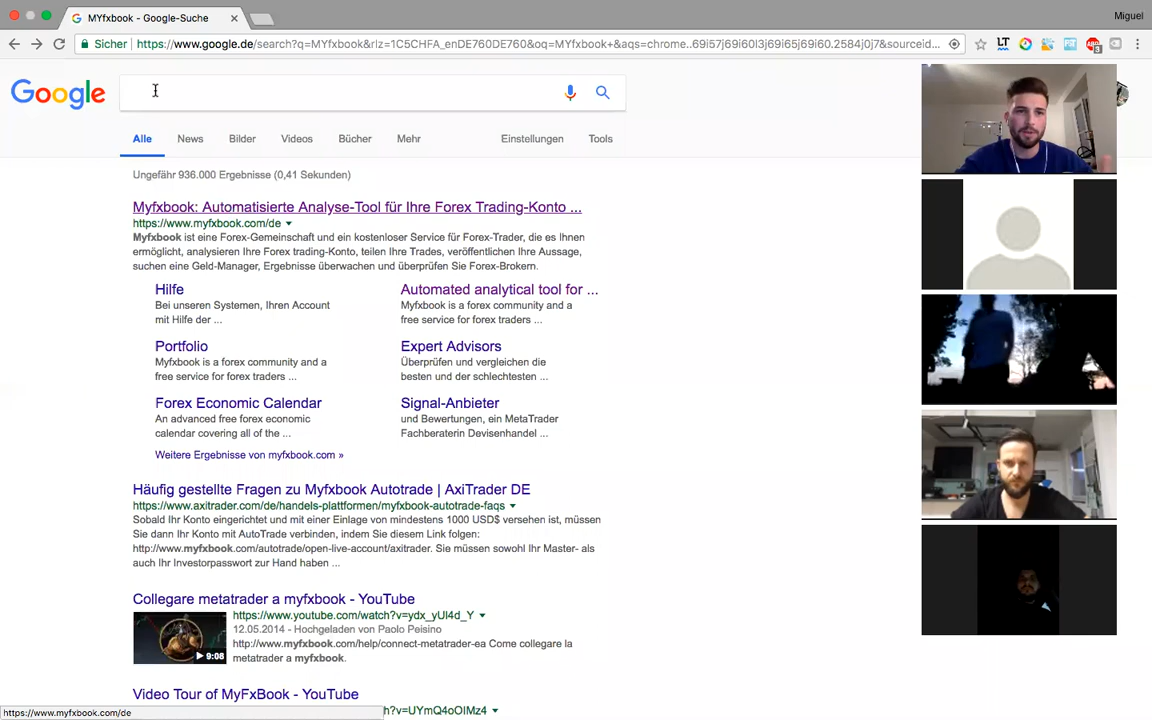 MYfxbook - Google-Suche
Miguel
Sicher
https://www.google.de/search?q=MYfxbook&rlz=1C5CHFA_enDE760DE760&oq=MYfxbook+&aqs=chrome..69i57j69i60l3j69i65j69i60.2584j0j7&sourceid...
LT
ABP
3
Google
Alle
News
Bilder
Videos
Bücher
Mehr
Einstellungen
Tools
Ungefähr 936.000 Ergebnisse (0,41 Sekunden)
Myfxbook: Automatisierte Analyse-Tool für Ihre Forex Trading-Konto ...
https://www.myfxbook.com/de
Myfxbook ist eine Forex-Gemeinschaft und ein kostenloser Service für Forex-Trader, die es Ihnen
ermöglicht, analysieren Ihre Forex trading-Konto, teilen Ihre Trades, veröffentlichen Ihre Aussage,
suchen eine Geld-Manager, Ergebnisse überwachen und überprüfen Sie Forex-Brokern.
Hilfe
Bei unseren Systemen, Ihren Account
mit Hilfe der ...
Automated analytical tool for ...
Myfxbook is a forex community and a
free service for forex traders ...
Portfolio
Myfxbook is a forex community and a
free service for forex traders ...
Expert Advisors
Überprüfen und vergleichen die
besten und der schlechtesten ...
Forex Economic Calendar
An advanced free forex economic
calendar covering all of the ...
Signal-Anbieter
und Bewertungen, ein MetaTrader
Fachberaterin Devisenhandel ...
Weitere Ergebnisse von myfxbook.com »
Häufig gestellte Fragen zu Myfxbook Autotrade | AxiTrader DE
https://www.axitrader.com/de/handels-plattformen/myfxbook-autotrade-faqs
Sobald Ihr Konto eingerichtet und mit einer Einlage von mindestens 1000 USD$ versehen ist, müssen
Sie dann Ihr Konto mit AutoTrade verbinden, indem Sie diesem Link folgen:
http://www.myfxbook.com/autotrade/open-live-account/axitrader. Sie müssen sowohl Ihr Master- als
auch Ihr Investorpasswort zur Hand haben ...
Collegare metatrader a myfxbook - YouTube
https://www.youtube.com/watch?v=ydx_yUl4d_Y
12.05.2014 - Hochgeladen von Paolo Peisino
http://www.myfxbook.com/help/connect-metatrader-ea Come collegare la
metatrader a myfxbook.
9:08
Video Tour of MyFxBook - YouTube
h?v=UYmQ4oOIMz4
https://www.myfxbook.com/de